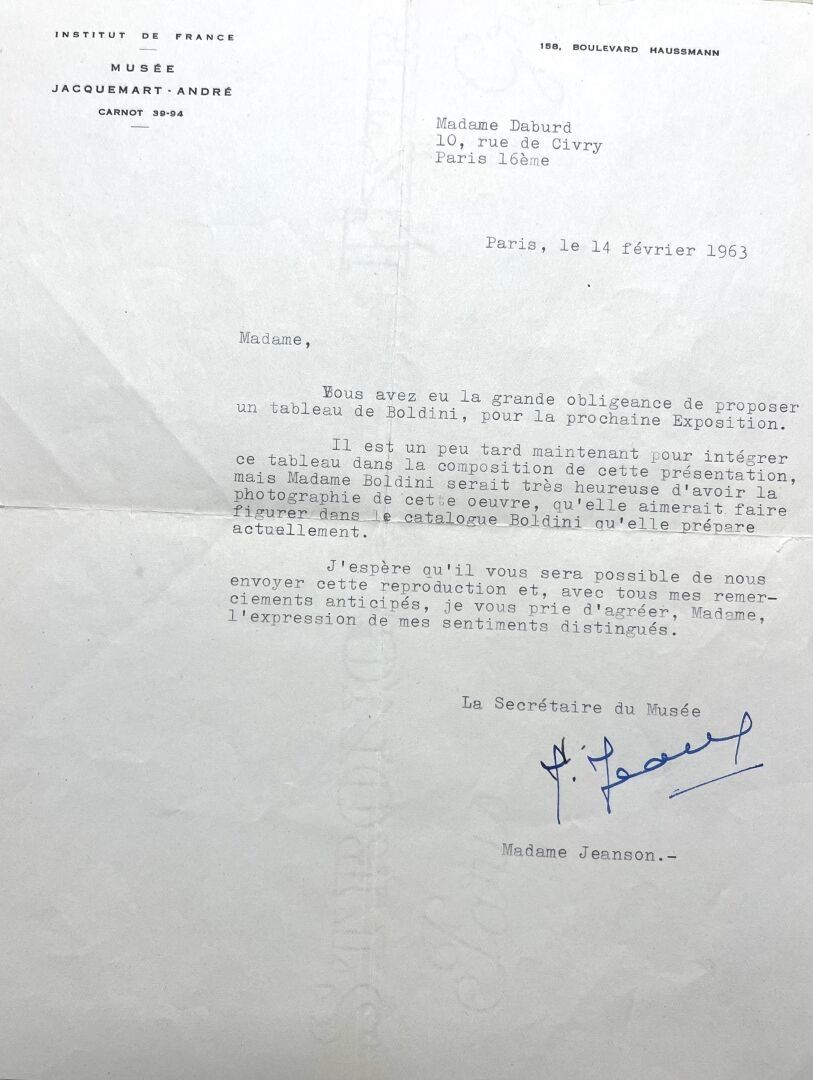 INSTITUT DE FRANCE
MUSÉE
JACQUEMART - ANDRÉ
CARNOT 39-94
158, BOULEVARD HAUSSMANN
Madame Daburd
10, rue de Civry
Paris 16ème
Paris, le 14 février 1963
Madame,
Vous avez eu la grande obligeance de proposer
un tableau de Boldini, pour la prochaine Exposition.
Il est un peu tard maintenant pour intégrer
ce tableau dans la composition de cette présentation,
mais Madame Boldini serait très heureuse d'avoir la
photographie de cette oeuvre, qu'elle aimerait faire
figurer dans le catalogue Boldini qu'elle prépare
actuellement.
J'espère qu'il vous sera possible de nous
envoyer cette reproduction et, avec tous mes remer-
ciements anticipés, je vous prie d'agréer, Madame,
l'expression de mes sentiments distingués.
La Secrétaire du Musée
Madame Jeanson.-